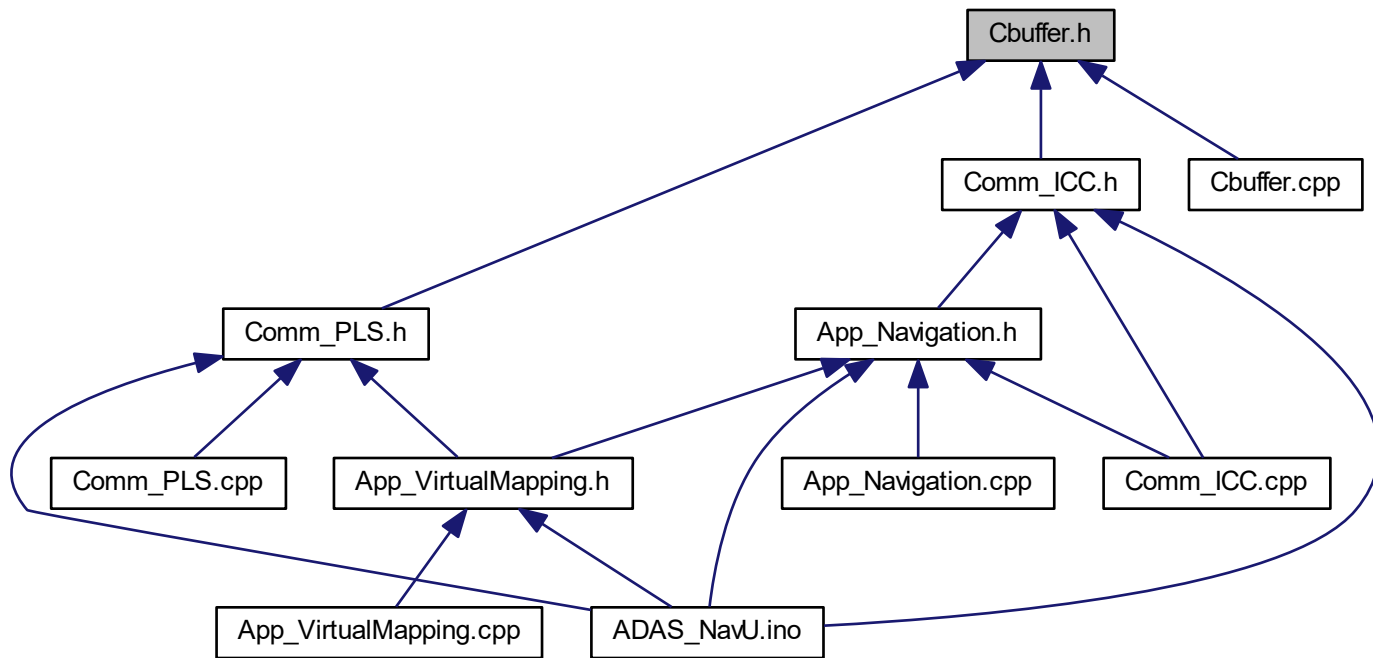 Cbuffer.h
Comm_ICC.h
Cbuffer.cpp
Comm_PLS.h
App_Navigation.h
Comm_PLS.cpp
App_VirtualMapping.h
App_Navigation.cpp
Comm_ICC.cpp
App_VirtualMapping.cpp
ADAS_NavU.ino